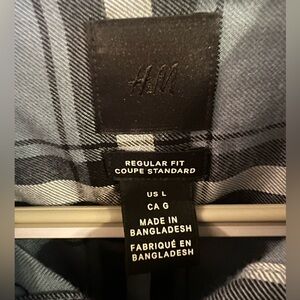 H&M
REGULAR FIT
COUPE STANDARD
US L
CA G
MADE IN
BANGLADESH
FABRIQUÉ EN
BANGLADESH